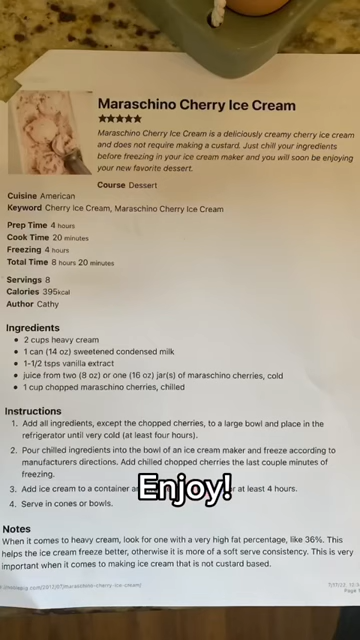 Maraschino Cherry Ice Cream
★★★★★
Maraschino Cherry Ice Cream is a deliciously creamy cherry ice cream
and does not require making a custard. Just chill your ingredients
before freezing in your ice cream maker and you will soon be enjoying
your new favorite dessert.
Course Dessert
Cuisine American
Keyword Cherry Ice Cream, Maraschino Cherry Ice Cream
Prep Time 4 hours
Cook Time 20 minutes
Freezing 4 hours
Total Time 8 hours 20 minutes
Servings 8
Calories 395kcal
Author Cathy
Ingredients
• 2 cups heavy cream
• 1 can (14 oz) sweetened condensed milk
• 1-1/2 tsps vanilla extract
• juice from two (8 oz) or one (16 oz) jar(s) of maraschino cherries, cold
• 1 cup chopped maraschino cherries, chilled
Instructions
1. Add all ingredients, except the chopped cherries, to a large bowl and place in the
refrigerator until very cold (at least four hours).
2. Pour chilled ingredients into the bowl of an ice cream maker and freeze according to
manufacturers directions. Add chilled chopped cherries the last couple minutes of
freezing.
3. Add ice cream to a container at least 4 hours.
Enjoy!
4. Serve in cones or bowls.
Notes
When it comes to heavy cream, look for one with a very high fat percentage, like 36%. This
helps the ice cream freeze better, otherwise it is more of a soft serve consistency. This is very
important when it comes to making ice cream that is not custard based.